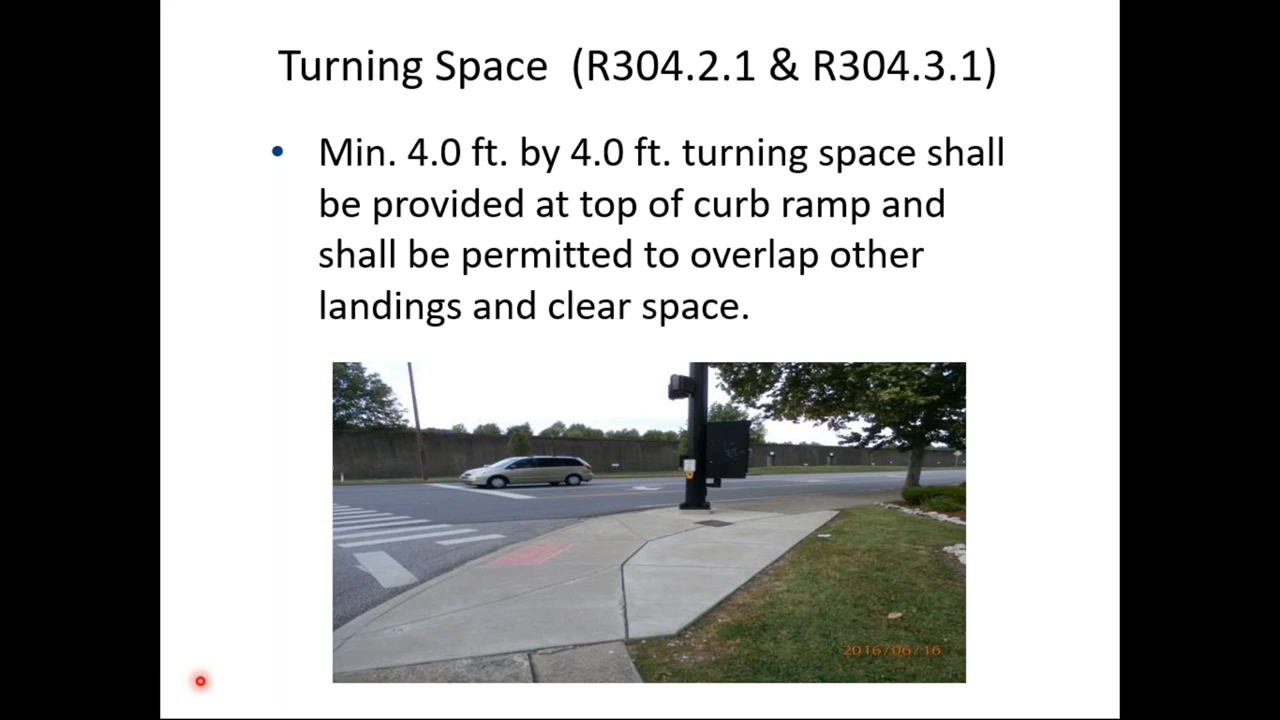 Turning Space (R304.2.1 & R304.3.1)
• Min. 4.0 ft. by 4.0 ft. turning space shall
be provided at top of curb ramp and
shall be permitted to overlap other
landings and clear space.
2016/06/16